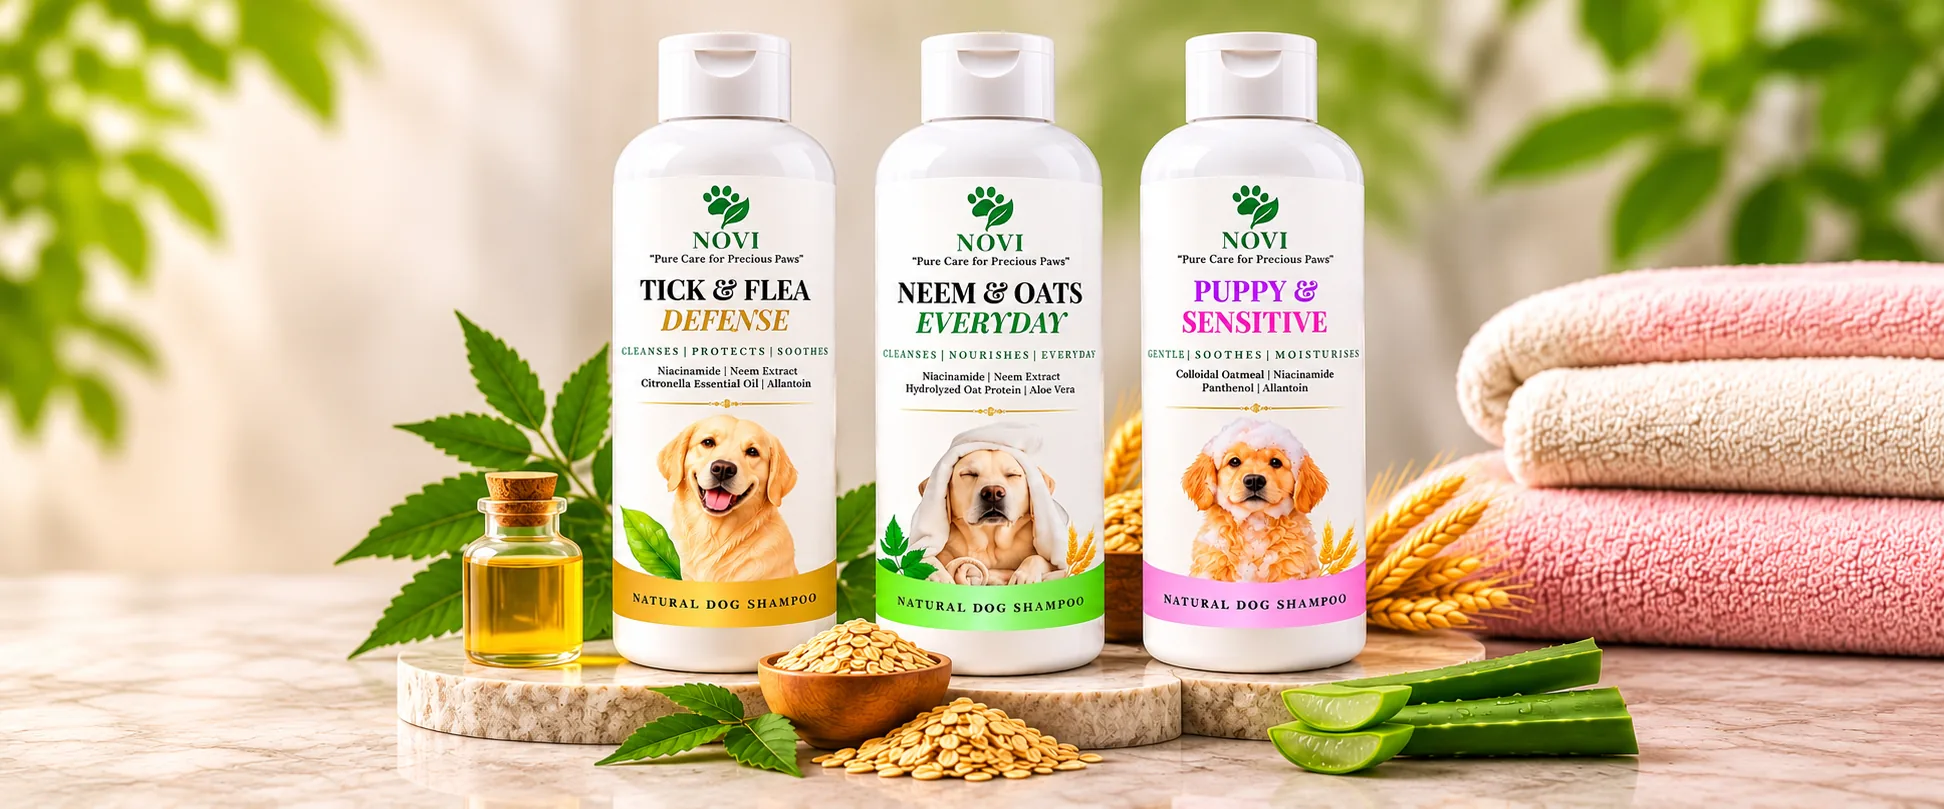 NOVI
"Pure Care for Precious Paws"
TICK & FLEA
DEFENSE
CLEANSES | PROTECTS | SOOTHES
Niacinamide | Neem Extract
Citronella Essential Oil | Allantoin
NATURAL DOG SHAMPOO
NOVI
"Pure Care for Precious Paws"
NEEM & OATS
EVERYDAY
CLEANSES | NOURISHES | EVERYDAY
Niacinamide | Neem Extract
Hydrolyzed Oat Protein | Aloe Vera
NATURAL DOG SHAMPOO
NOVI
"Pure Care for Precious Paws"
PUPPY &
SENSITIVE
GENTLE | SOOTHES | MOISTURISES
Colloidal Oatmeal | Niacinamide
Panthenol | Allantoin
NATURAL DOG SHAMPOO